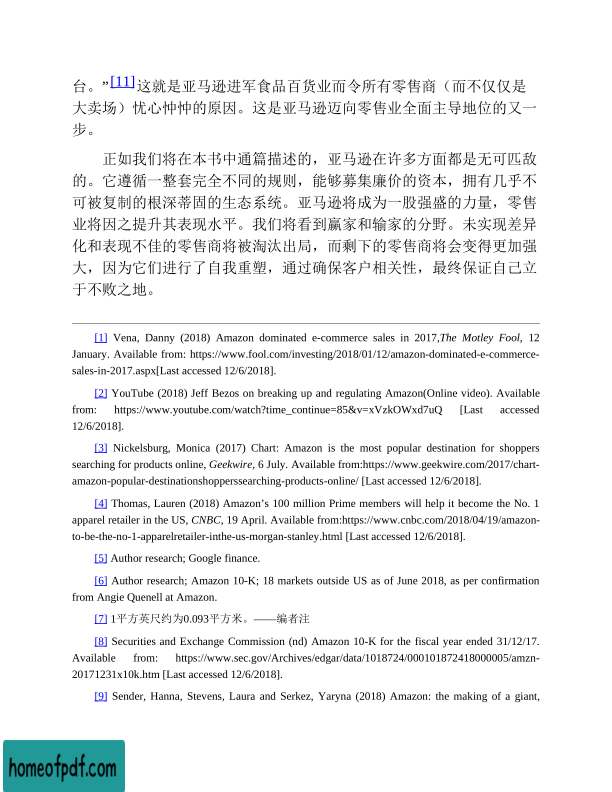 台。”[11]这就是亚马逊进军食品百货业而令所有零售商（而不仅仅是
大卖场）忧心忡忡的原因。这是亚马逊迈向零售业全面主导地位的又一
步。
正如我们将在本书中通篇描述的，亚马逊在许多方面都是无可匹敌
的。它遵循一整套完全不同的规则，能够募集廉价的资本，拥有几乎不
可被复制的根深蒂固的生态系统。亚马逊将成为一股强盛的力量，零售
业将因之提升其表现水平。我们将看到赢家和输家的分野。未实现差异
化和表现不佳的零售商将被淘汰出局，而剩下的零售商将会变得更加强
大，因为它们进行了自我重塑，通过确保客户相关性，最终保证自己立
于不败之地。
[1] Vena, Danny (2018) Amazon dominated e-commerce sales in 2017,The Motley Fool, 12
January. Available from: https://www.fool.com/investing/2018/01/12/amazon-dominated-e-commerce-
sales-in-2017.aspx[Last accessed 12/6/2018].
[2] YouTube (2018) Jeff Bezos on breaking up and regulating Amazon(Online video). Available
from: https://www.youtube.com/watch?time_continue=85&v=xVzkOWxd7uQ [Last accessed
12/6/2018].
[3] Nickelsburg, Monica (2017) Chart: Amazon is the most popular destination for shoppers
searching for products online, Geekwire, 6 July. Available from:https://www.geekwire.com/2017/chart-
amazon-popular-destinationshopperssearching-products-online/ [Last accessed 12/6/2018].
[4] Thomas, Lauren (2018) Amazon’s 100 million Prime members will help it become the No. 1
apparel retailer in the US, CNBC, 19 April. Available from:https://www.cnbc.com/2018/04/19/amazon-
to-be-the-no-1-apparelretailer-inthe-us-morgan-stanley.html [Last accessed 12/6/2018].
[5] Author research; Google finance.
[6] Author research; Amazon 10-K; 18 markets outside US as of June 2018, as per confirmation
from Angie Quenell at Amazon.
[7] 1平方英尺约为0.093平方米。——编者注
[8] Securities and Exchange Commission (nd) Amazon 10-K for the fiscal year ended 31/12/17.
Available from: https://www.sec.gov/Archives/edgar/data/1018724/000101872418000005/amzn-
20171231x10k.htm [Last accessed 12/6/2018].
[9] Sender, Hanna, Stevens, Laura and Serkez, Yaryna (2018) Amazon: the making of a giant,
homeofpdf.com